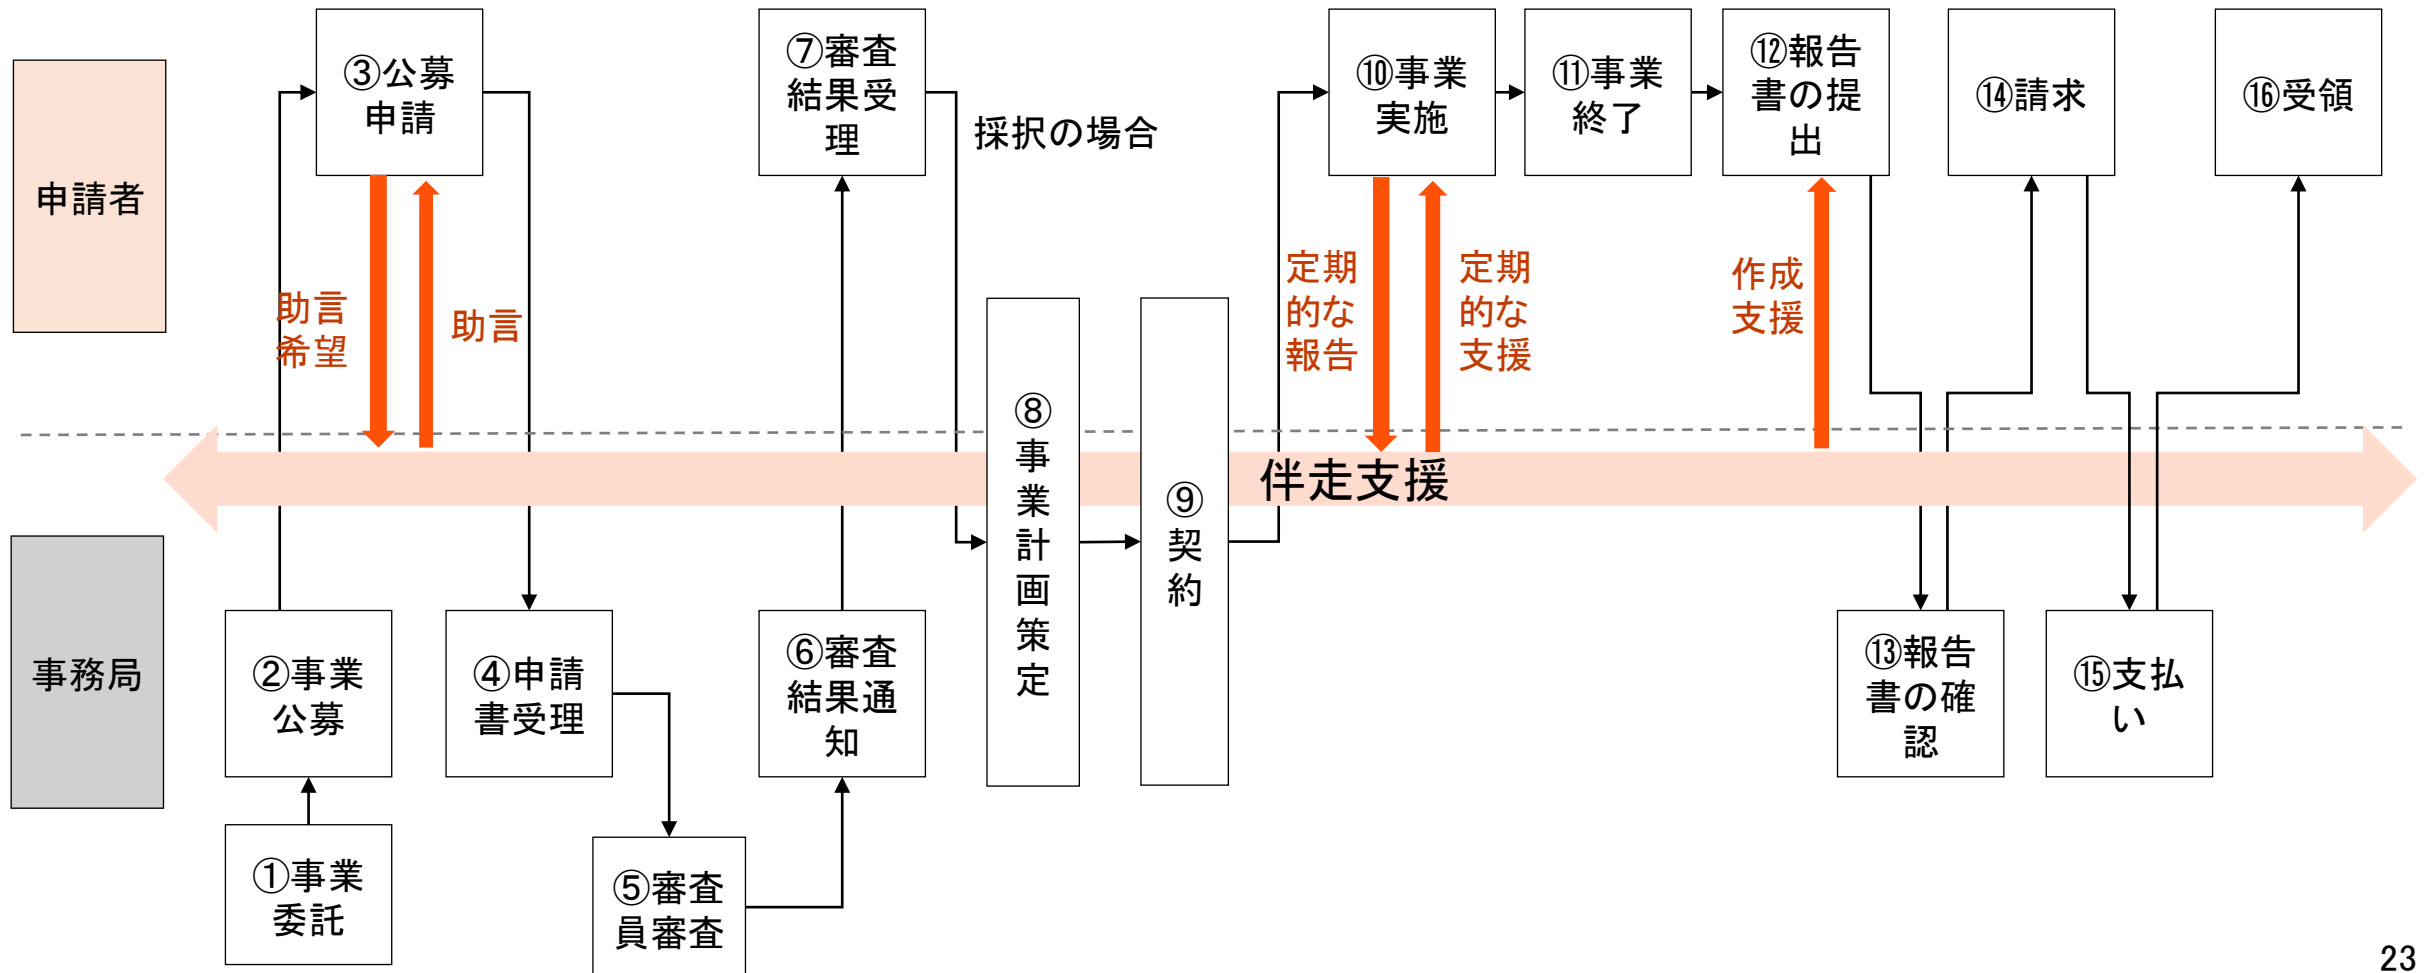 申請者
③公募
申請
⑦審査
結果受
理
採択の場合
⑩事業
実施
⑪事業
終了
⑫報告
書の提
出
⑭請求
⑯受領
助言
希望
助言
定期
的な
報告
定期
的な
支援
作成
支援
伴走支援
事務局
②事業
公募
①事業
委託
④申請
書受理
⑤審査
員審査
⑥審査
結果通
知
⑧
事
業
計
画
策
定
⑨
契
約
⑬報告
書の確
認
⑮支払
い
23